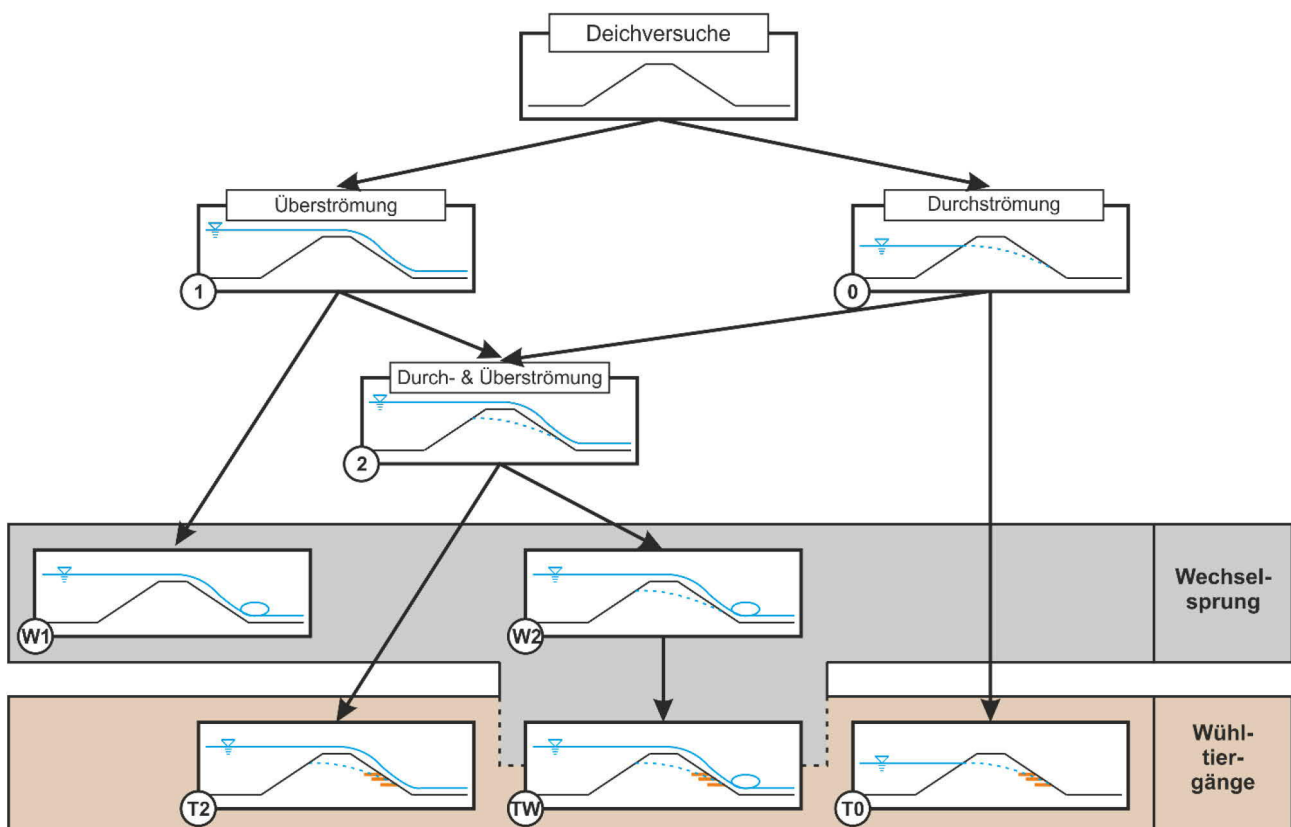 Deichversuche
Überströmung
Durchströmung
1
0
Durch- & Überströmung
2
Wechsel-
sprung
W1
W2
Wühl-
tier-
gänge
T2
TW
T0